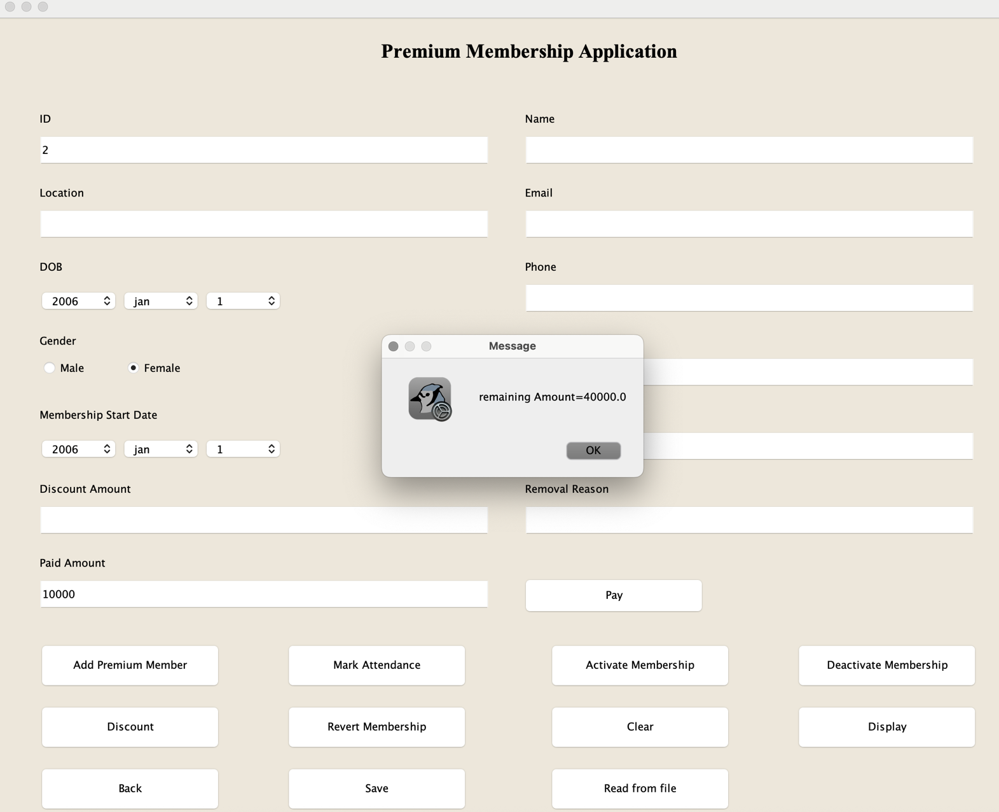 Premium Membership Application
ID
Name
2
Location
Email
DOB
Phone
2006 jan 1
Gender
Male Female
Message
remaining Amount=40000.0
OK
Membership Start Date
2006 jan 1
Discount Amount
Removal Reason
Paid Amount
10000
Pay
Add Premium Member
Mark Attendance
Activate Membership
Deactivate Membership
Discount
Revert Membership
Clear
Display
Back
Save
Read from file